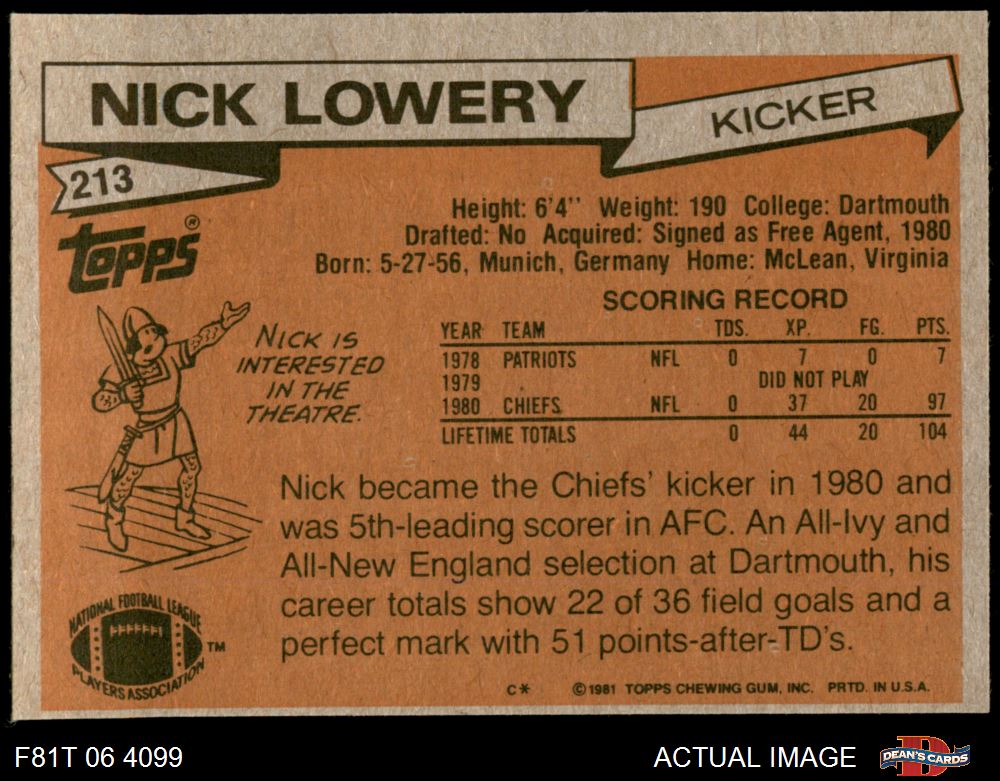 NICK LOWERY
KICKER
213
Topps®
Height: 6'4'' Weight: 190 College: Dartmouth
Drafted: No Acquired: Signed as Free Agent, 1980
Born: 5-27-56, Munich, Germany Home: McLean, Virginia
NICK IS
INTERESTED
IN THE
THEATRE.
SCORING RECORD
YEAR TEAM TDS. XP. FG. PTS.
1978 PATRIOTS NFL 0 7 0 7
1979 DID NOT PLAY
1980 CHIEFS NFL 0 37 20 97
LIFETIME TOTALS 0 44 20 104
Nick became the Chiefs' kicker in 1980 and
was 5th-leading scorer in AFC. An All-Ivy and
All-New England selection at Dartmouth, his
career totals show 22 of 36 field goals and a
perfect mark with 51 points-after-TD's.
NATIONAL FOOTBALL LEAGUE
PLAYERS ASSOCIATION
™
C* ©1981 TOPPS CHEWING GUM, INC. PRTD. IN U.S.A.
F81T 06 4099
ACTUAL IMAGE
DEAN'S CARDS